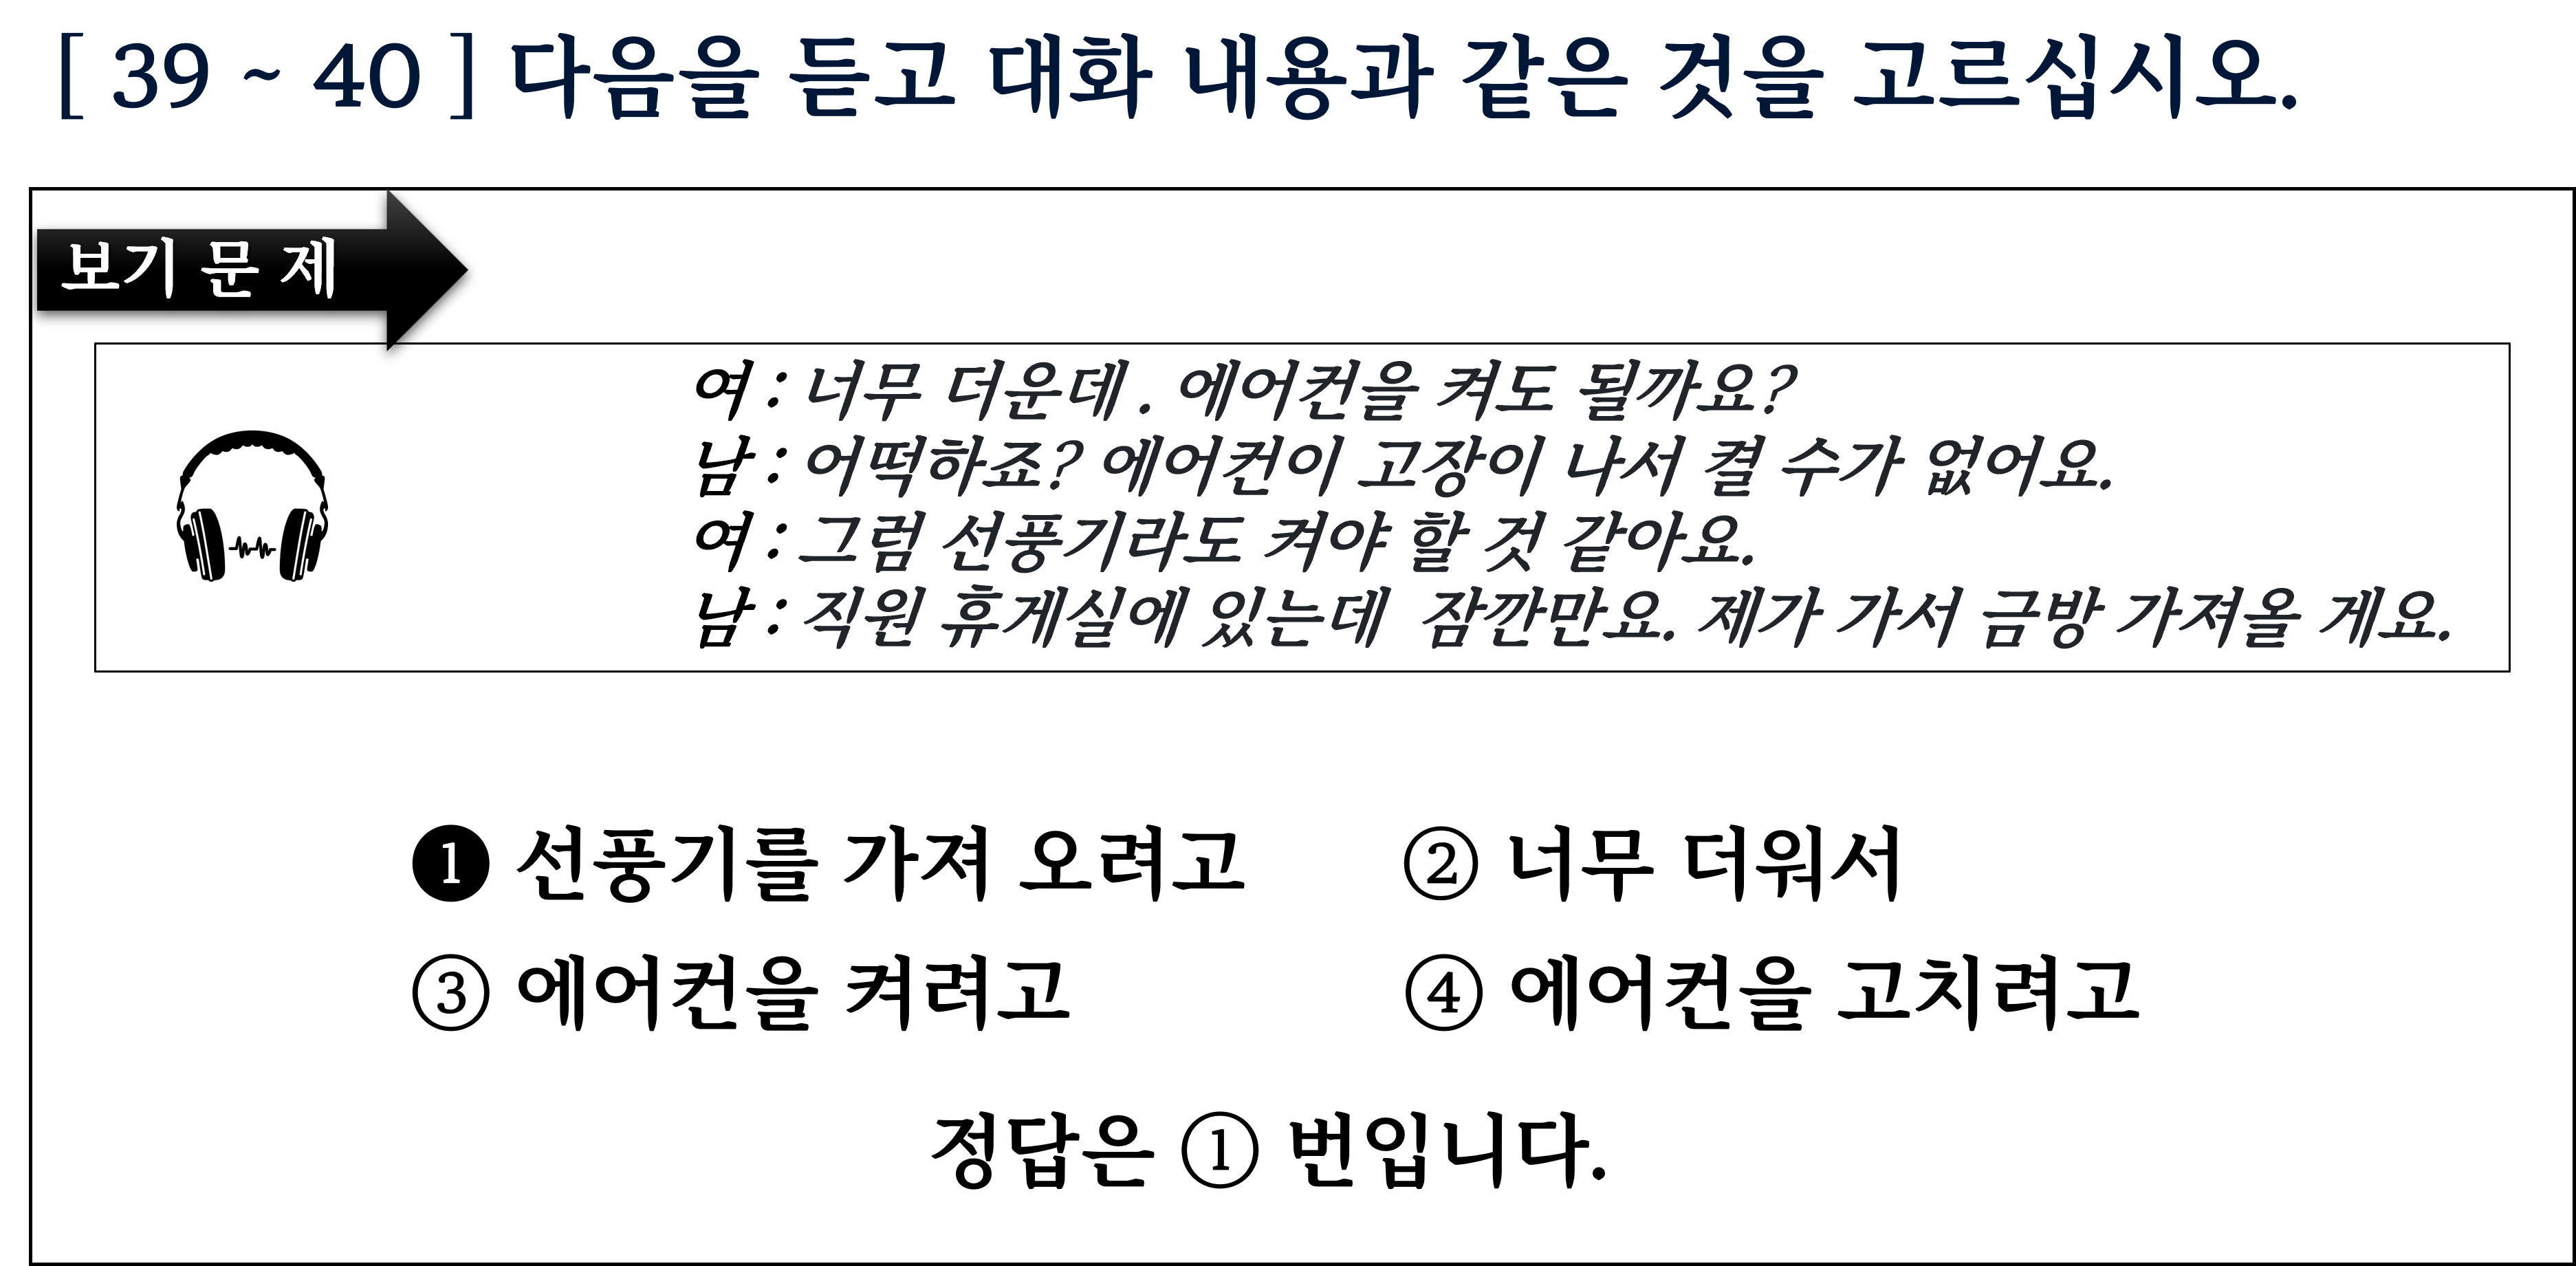 [ 39 ~ 40 ] 다음을 듣고 대화 내용과 같은 것을 고르십시오.
보기 문 제
여 : 너무 더운데 . 에어컨을 켜도 될까요?
남 : 어떡하죠? 에어컨이 고장이 나서 켤 수가 없어요.
여 : 그럼 선풍기라도 켜야 할 것 같아요.
남 : 직원 휴게실에 있는데 잠깐만요. 제가 가서 금방 가져올 게요.
❶ 선풍기를 가져 오려고 ② 너무 더워서
③ 에어컨을 켜려고 ④ 에어컨을 고치려고
정답은 ① 번입니다.